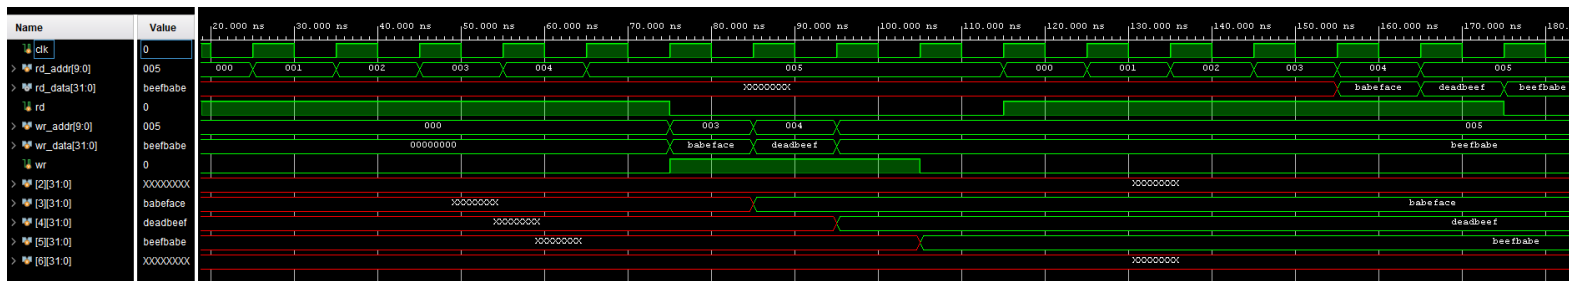 Name Value 20.000 ns 30.000 ns 40.000 ns 50.000 ns 60.000 ns 70.000 ns 80.000 ns 90.000 ns 100.000 ns 110.000 ns 120.000 ns 130.000 ns 140.000 ns 150.000 ns 160.000 ns 170.000 ns 180.
clk 0
rd_addr[9:0] 005 000 001 002 003 004 005 000 001 002 003 004 005
rd_data[31:0] beefbabe XXXXXXXX babeface deadbeef beefbabe
rd 0
wr_addr[9:0] 005 000 003 004 005
wr_data[31:0] beefbabe 00000000 babeface deadbeef beefbabe
wr 0
[2][31:0] XXXXXXXX XXXXXXXX
[3][31:0] babeface XXXXXXXX babeface
[4][31:0] deadbeef XXXXXXXX deadbeef
[5][31:0] beefbabe XXXXXXXX beefbabe
[6][31:0] XXXXXXXX XXXXXXXX